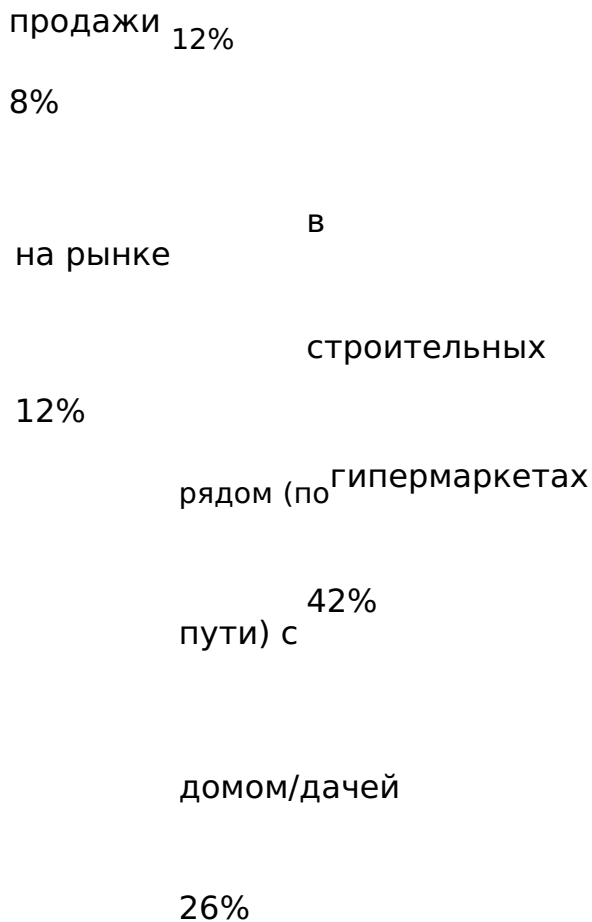 продажи 12%
8%
в
на рынке
строительных
12%
рядом (по гипермаркетах
42%
пути) с
домом/дачей
26%